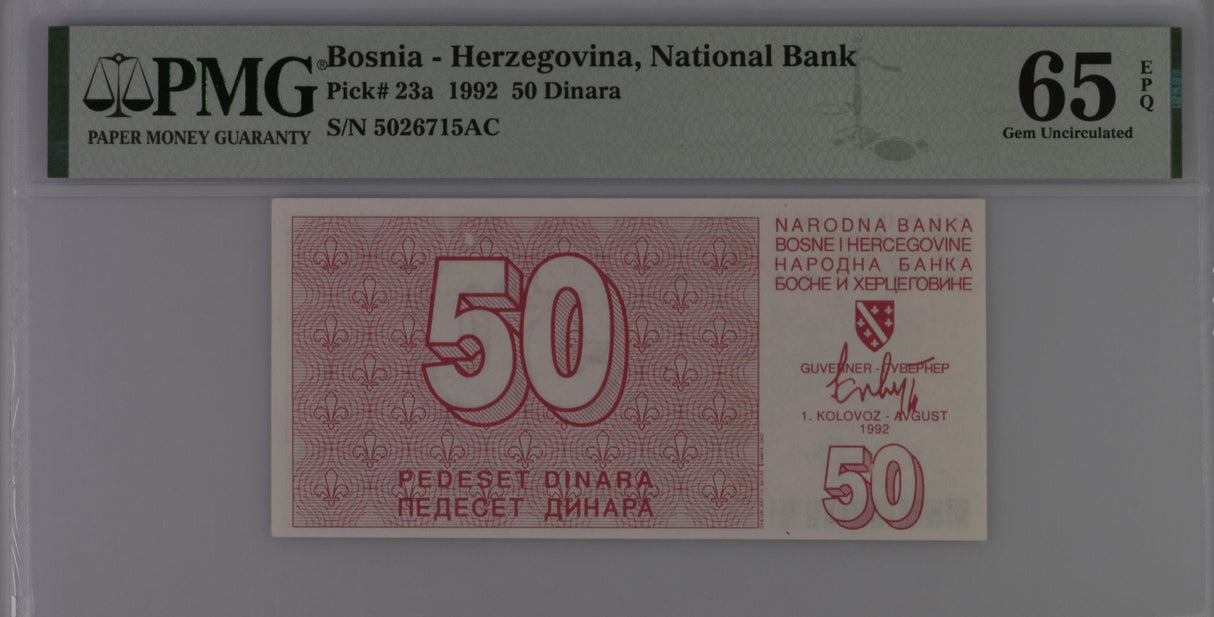 PMG®
PAPER MONEY GUARANTY
Bosnia - Herzegovina, National Bank
Pick# 23a 1992 50 Dinara
S/N 5026715AC
65
EPQ
Gem Uncirculated
50
PEDESET DINARA
ПЕДЕСЕТ ДИНАРА
NARODNA BANKA
BOSNE I HERCEGOVINE
НАРОДНА БАНКА
БОСНЕ И ХЕРЦЕГОВИНЕ
GUVERNER - ГУВЕРНЕР
1. KOLOVOZ - AVGUST
1992
50